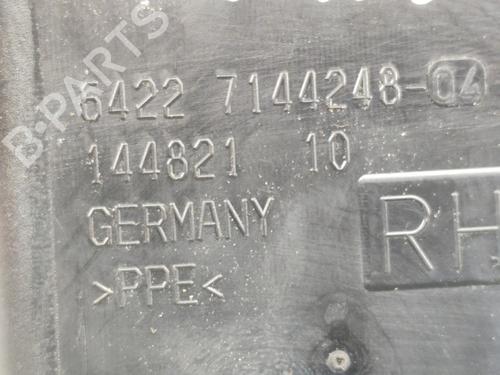 B-PARTS
6422 7144248-04
144821 10
GERMANY
RH
>PPE<